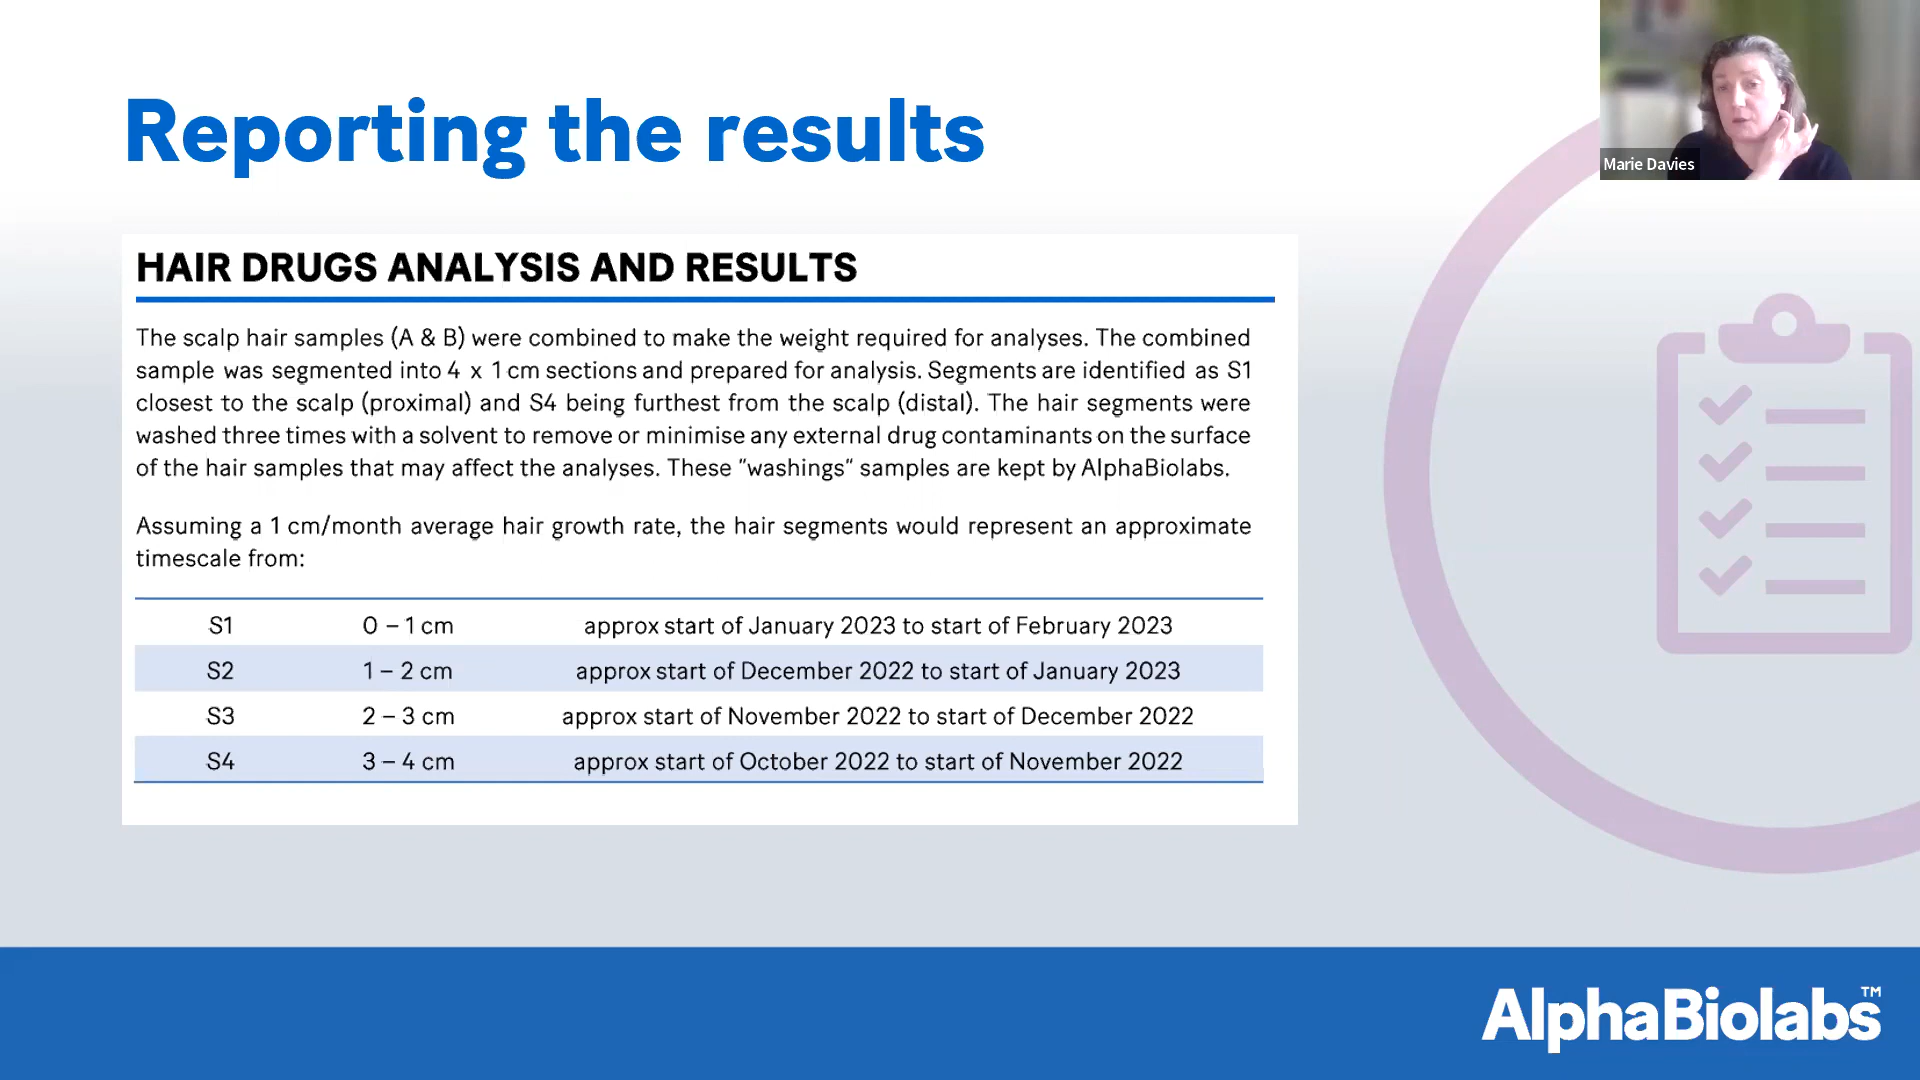 Reporting the results
Marie Davies
HAIR DRUGS ANALYSIS AND RESULTS
The scalp hair samples (A & B) were combined to make the weight required for analyses. The combined
sample was segmented into 4 x 1 cm sections and prepared for analysis. Segments are identified as S1
closest to the scalp (proximal) and S4 being furthest from the scalp (distal). The hair segments were
washed three times with a solvent to remove or minimise any external drug contaminants on the surface
of the hair samples that may affect the analyses. These "washings" samples are kept by AlphaBiolabs.
Assuming a 1 cm/month average hair growth rate, the hair segments would represent an approximate
timescale from:
S1 0 – 1 cm approx start of January 2023 to start of February 2023
S2 1 – 2 cm approx start of December 2022 to start of January 2023
S3 2 – 3 cm approx start of November 2022 to start of December 2022
S4 3 – 4 cm approx start of October 2022 to start of November 2022
AlphaBiolabs™